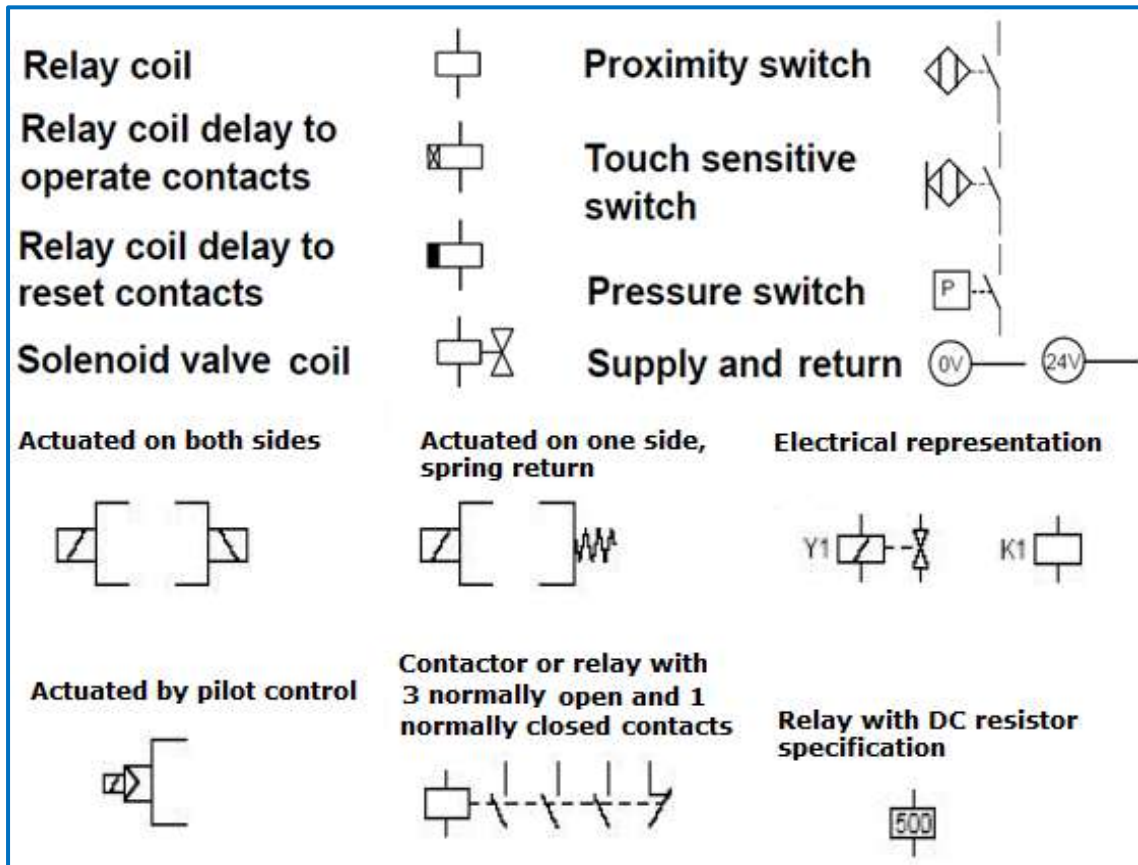 Relay coil
Proximity switch
Relay coil delay to
operate contacts
Touch sensitive
switch
Relay coil delay to
reset contacts
Pressure switch
P
Solenoid valve coil
Supply and return
0V
24V
Actuated on both sides
Actuated on one side,
spring return
Electrical representation
Y1
K1
Actuated by pilot control
Contactor or relay with
3 normally open and 1
normally closed contacts
Relay with DC resistor
specification
500